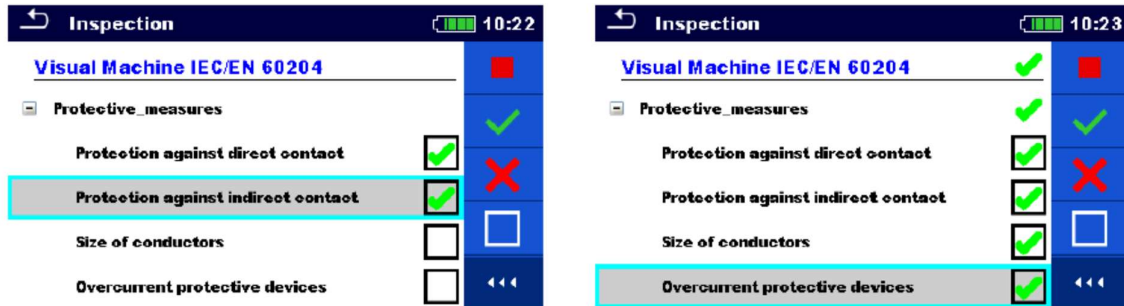 Inspection 10:22
Visual Machine IEC/EN 60204
Protective_measures
Protection against direct contact
Protection against indirect contact
Size of conductors
Overcurrent protective devices
Inspection 10:23
Visual Machine IEC/EN 60204
Protective_measures
Protection against direct contact
Protection against indirect contact
Size of conductors
Overcurrent protective devices